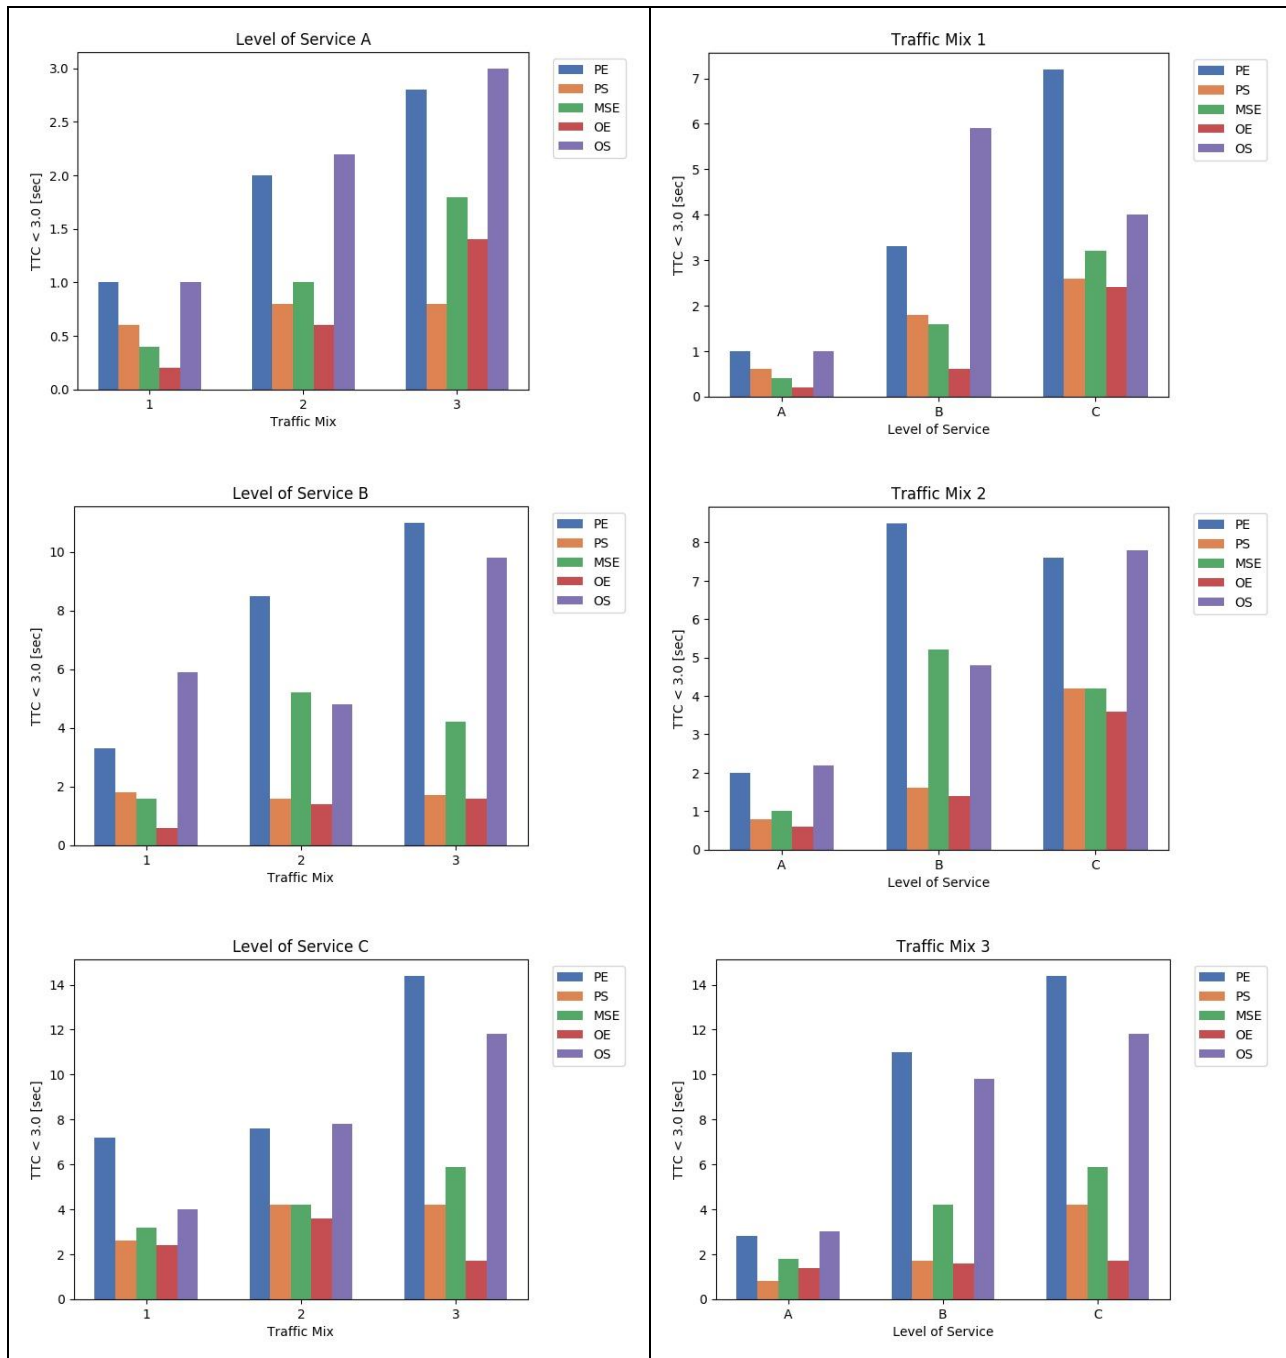 Level of Service A
TTC < 3.0 [sec]
3.0
2.5
2.0
1.5
1.0
0.5
0.0
1 2 3
Traffic Mix
PE
PS
MSE
OE
OS
Traffic Mix 1
TTC < 3.0 [sec]
7
6
5
4
3
2
1
0
A B C
Level of Service
PE
PS
MSE
OE
OS
Level of Service B
TTC < 3.0 [sec]
10
8
6
4
2
0
1 2 3
Traffic Mix
PE
PS
MSE
OE
OS
Traffic Mix 2
TTC < 3.0 [sec]
8
7
6
5
4
3
2
1
0
A B C
Level of Service
PE
PS
MSE
OE
OS
Level of Service C
TTC < 3.0 [sec]
14
12
10
8
6
4
2
0
1 2 3
Traffic Mix
PE
PS
MSE
OE
OS
Traffic Mix 3
TTC < 3.0 [sec]
14
12
10
8
6
4
2
0
A B C
Level of Service
PE
PS
MSE
OE
OS